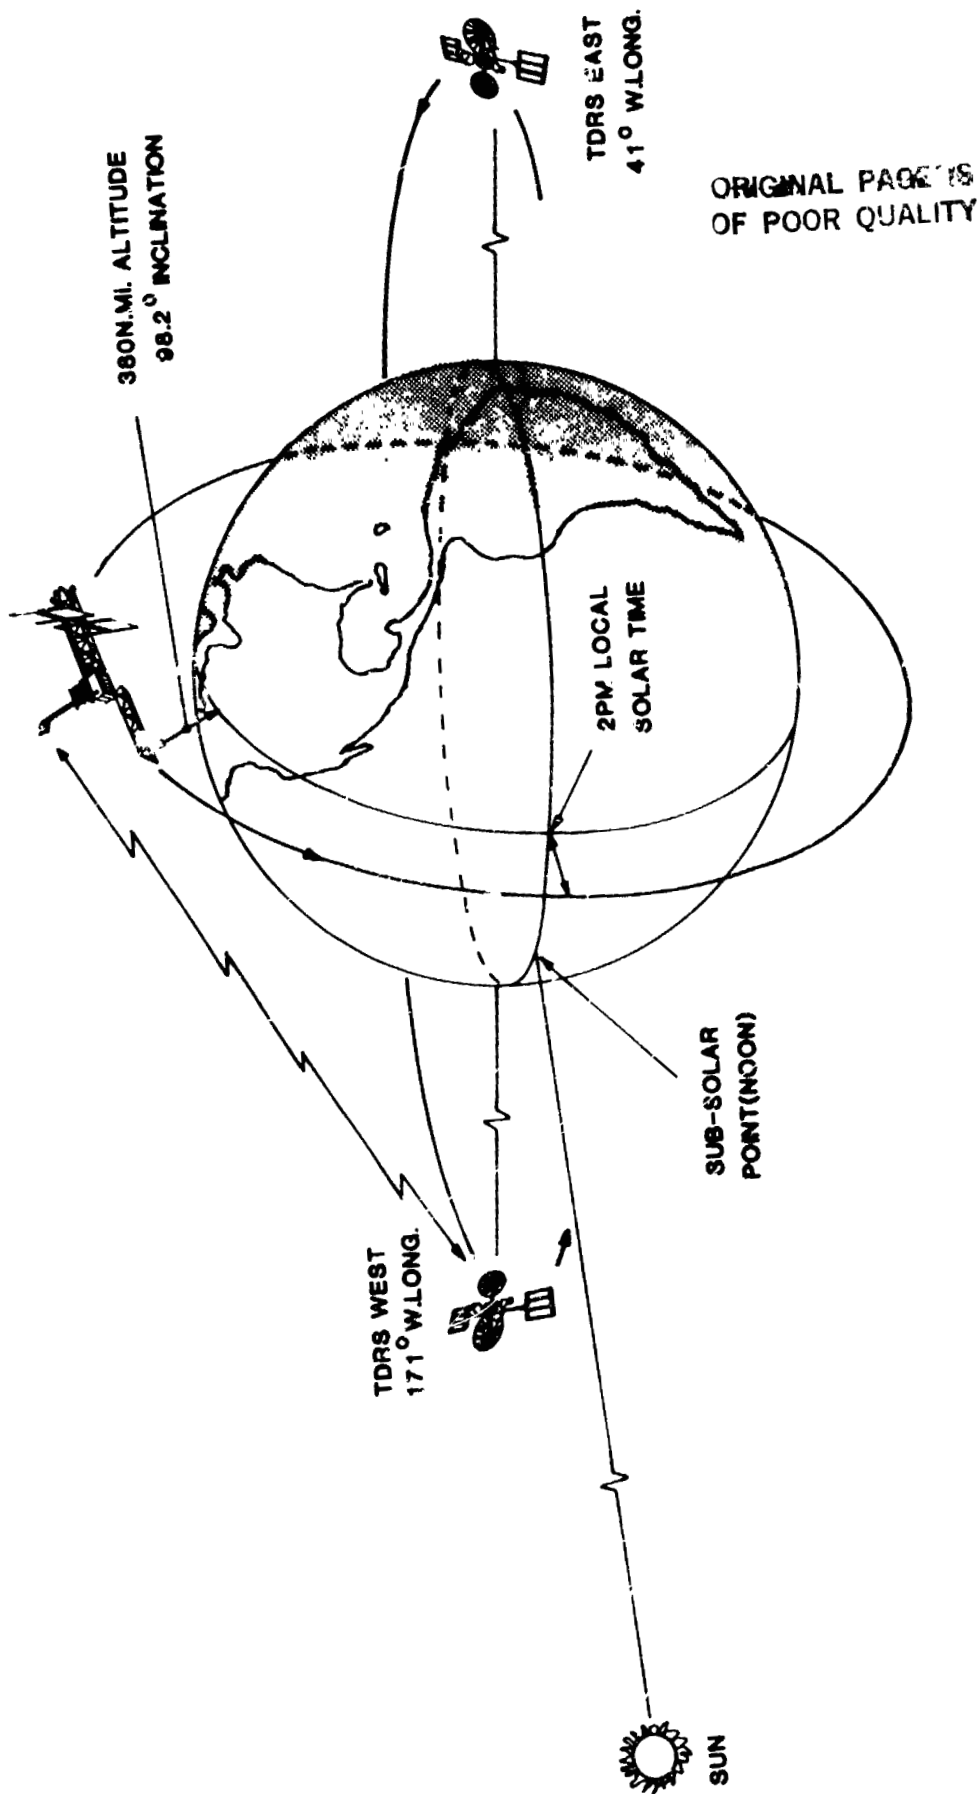 380N.MI. ALTITUDE
98.2° INCLINATION
TDRS EAST
41° W.LONG.
ORIGINAL PAGE IS
OF POOR QUALITY
2PM LOCAL
SOLAR TIME
SUB-SOLAR
POINT(NOON)
TDRS WEST
171° W.LONG.
SUN